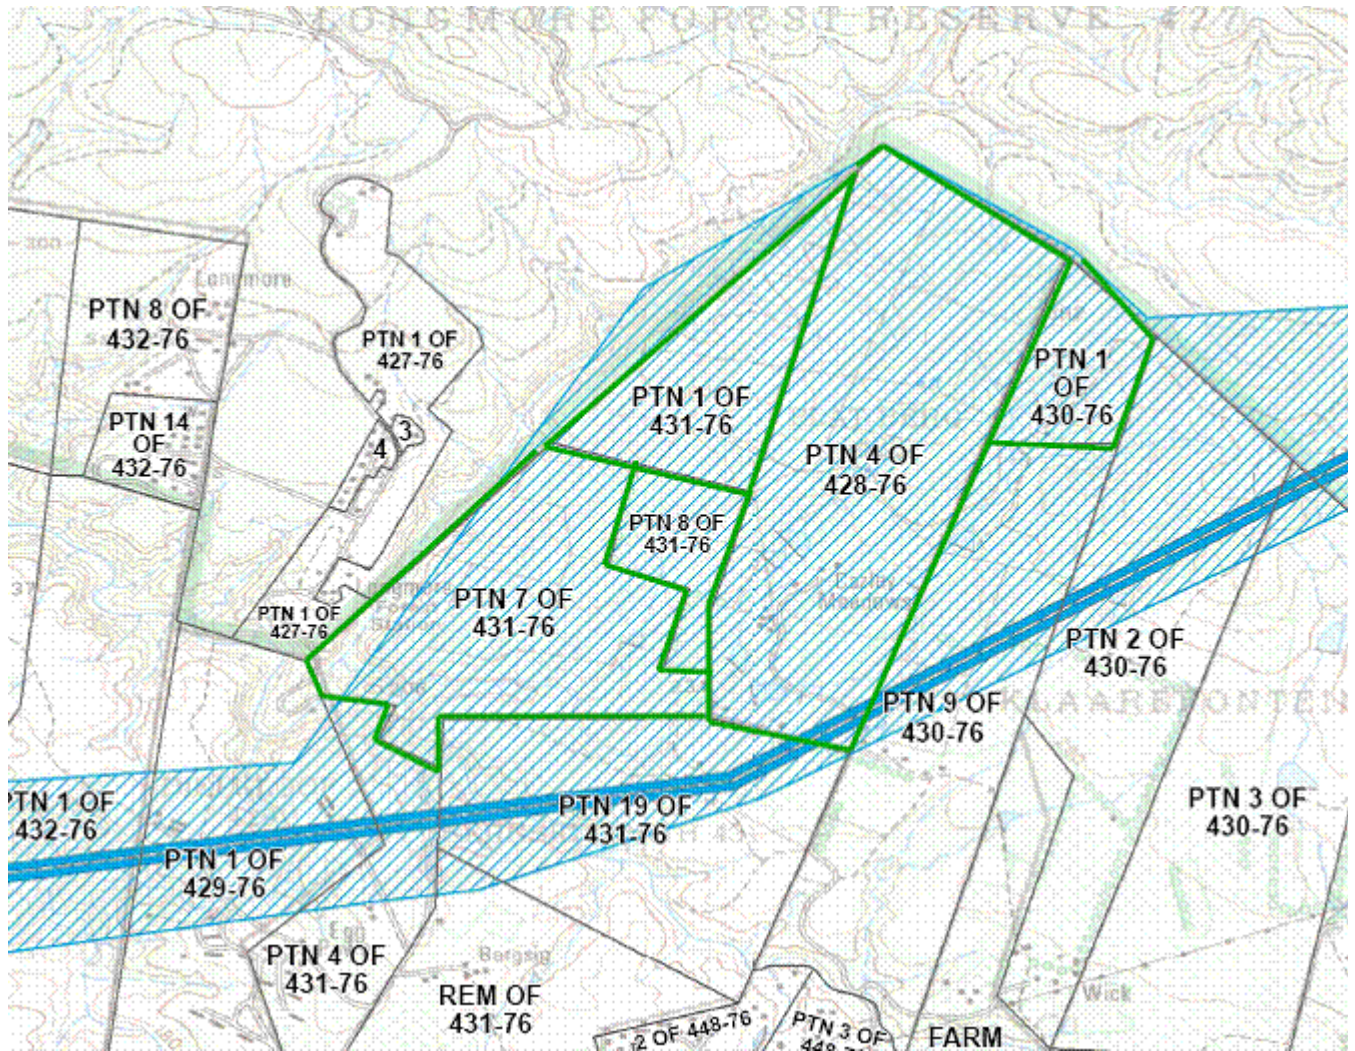 LONGMORE FOREST RESERVE 427
300
Longmore
PTN 8 OF
432-76
PTN 1 OF
427-76
PTN 14
OF
432-76
3
4
PTN 1 OF
431-76
PTN 1
OF
430-76
PTN 4 OF
428-76
PTN 8 OF
431-76
PTN 7 OF
431-76
Longmore
Forest
Station
PTN 1 OF
427-76
Meadows
PTN 2 OF
430-76
PTN 9 OF
430-76
KLAAREFONTE
PTN 3 OF
430-76
PTN 1 OF
432-76
PTN 19 OF
431-76
PTN 1 OF
429-76
Egg
PTN 4 OF
431-76
Bergsig
REM OF
431-76
Wick
2 OF 448-76
PTN 3 OF
FARM